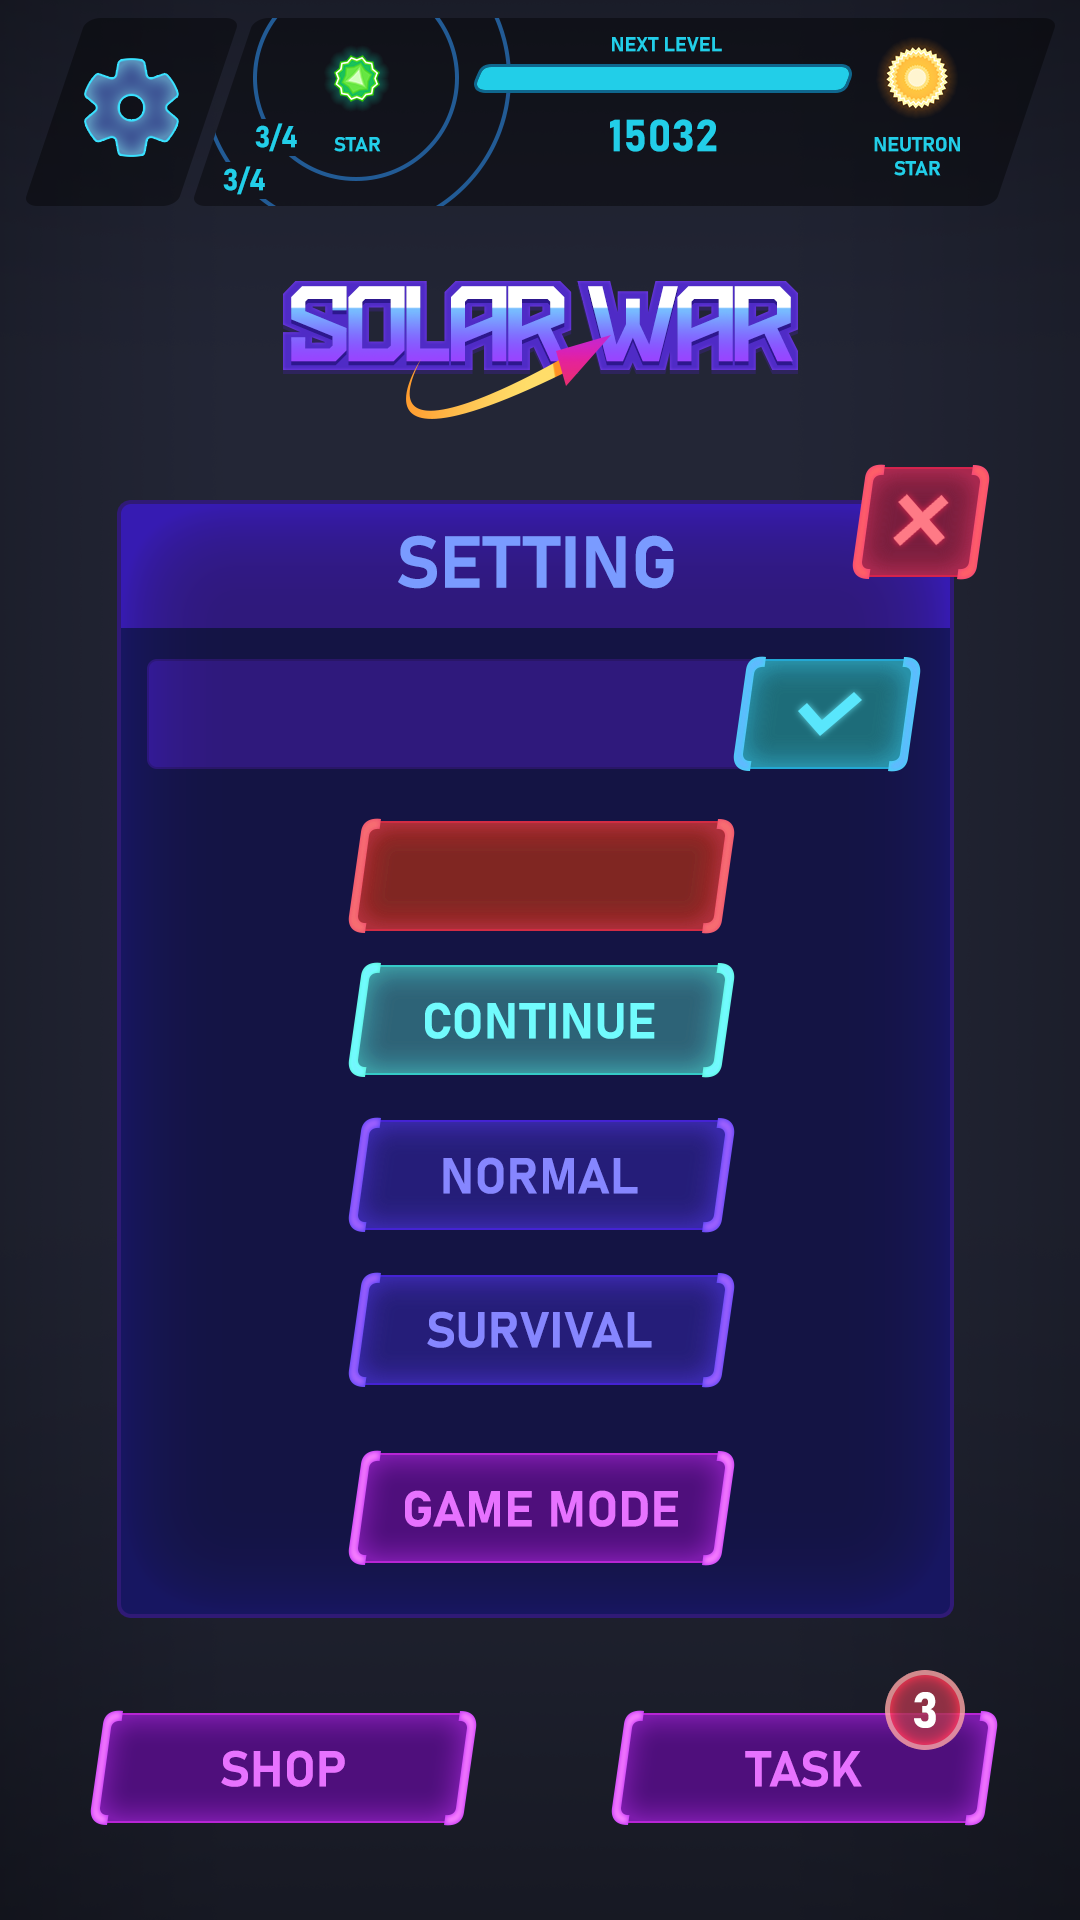 NEXT LEVEL
3/4
STAR
15032
NEUTRON
STAR
3/4
SOLAR WAR
SETTING
CONTINUE
NORMAL
SURVIVAL
GAME MODE
3
SHOP
TASK